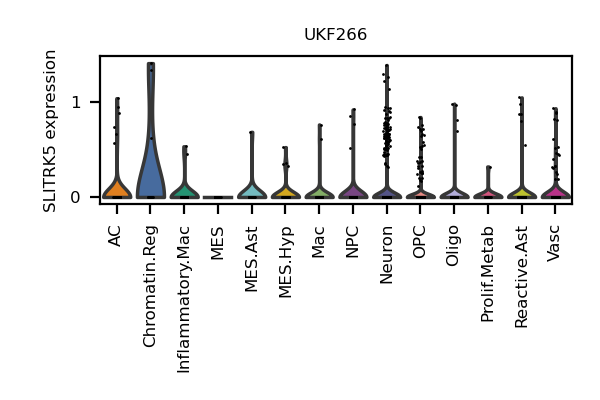 UKF266
SLITRK5 expression
1
0
AC
Chromatin.Reg
Inflammatory.Mac
MES
MES.Ast
MES.Hyp
Mac
NPC
Neuron
OPC
Oligo
Prolif.Metab
Reactive.Ast
Vasc